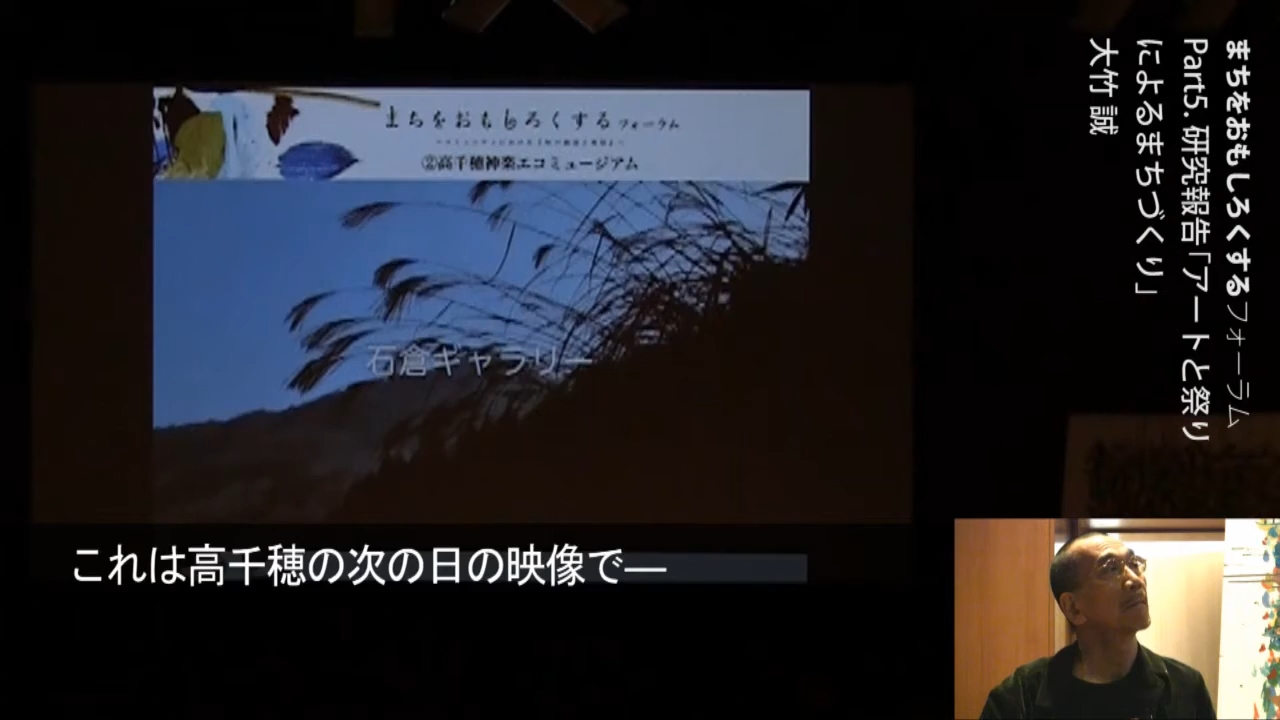 まちをおもしろくするフォーラム
Part5. 研究報告「アートと祭り
によるまちづくり」
大竹 誠
まちをおもしろくするフォーラム
②高千穂神楽エコミュージアム
石倉ギャラリー
これは高千穂の次の日の映像で―